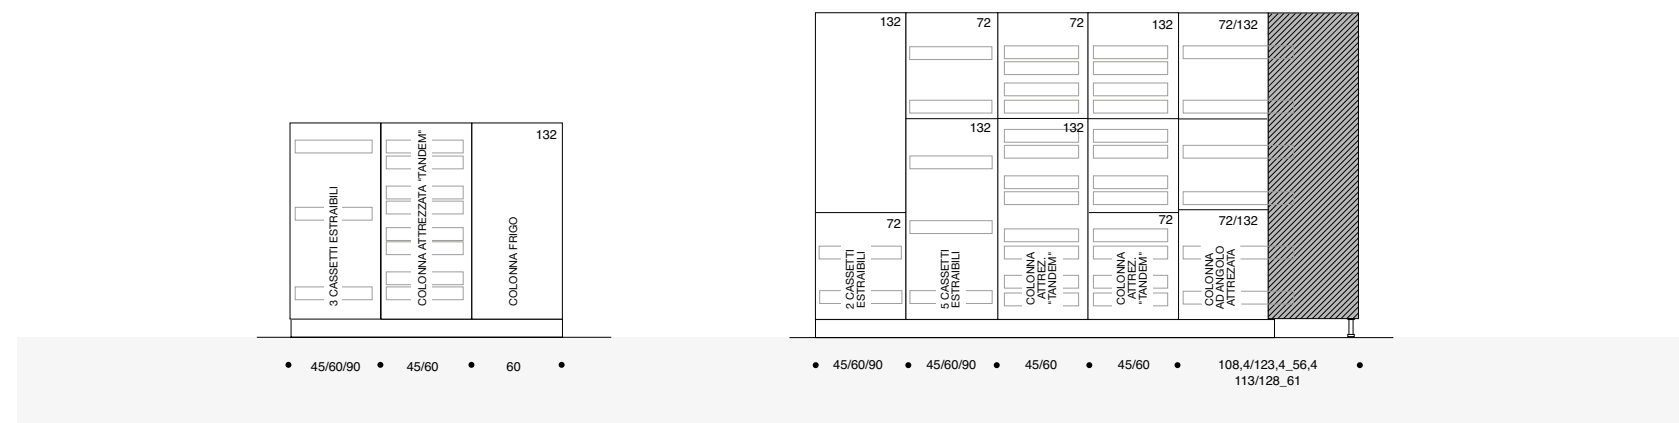 132
3 CASSETTI ESTRAIBILI
COLONNA ATTREZZATA "TANDEM"
COLONNA FRIGO
45/60/90
45/60
60
132
72
72
132
72/132
132
132
72
72
72/132
2 CASSETTI
ESTRAIBILI
5 CASSETTI
ESTRAIBILI
COLONNA
ATTREZ.
"TANDEM"
COLONNA
ATTREZ.
"TANDEM"
COLONNA
AD ANGOLO
ATTREZZATA
45/60/90
45/60/90
45/60
45/60
108,4/123,4_56,4
113/128_61